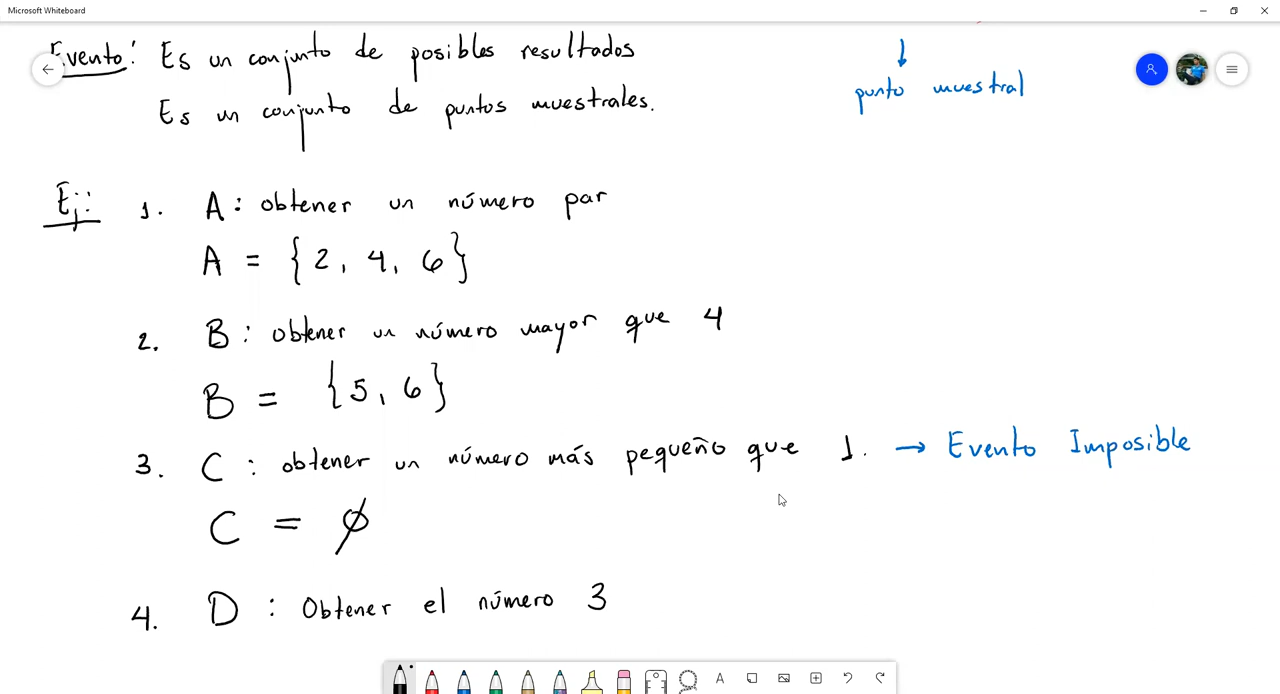 Microsoft Whiteboard
Evento: Es un conjunto de posibles resultados
Es un conjunto de puntos muestrales.
punto muestral
Ej:
1. A: obtener un número par
A = {2, 4, 6}
2. B: obtener un número mayor que 4
B = {5, 6}
3. C: obtener un número más pequeño que 1. → Evento Imposible
C = ∅
4. D: Obtener el número 3
A